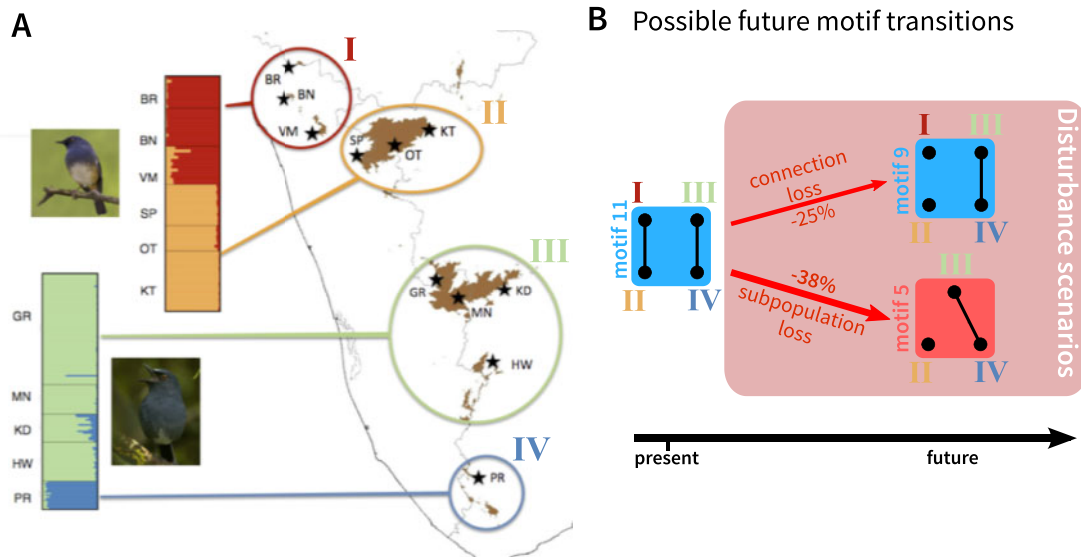 A
I
BR
BN
VM
II
SP
KT
OT
BR
BN
VM
SP
OT
KT
III
GR
KD
MN
HW
GR
MN
KD
HW
PR
IV
PR
B Possible future motif transitions
motif 11
I III
II IV
connection
loss
-25%
-38%
subpopulation
loss
motif 9
I III
II IV
motif 5
III
II IV
Disturbance scenarios
present future